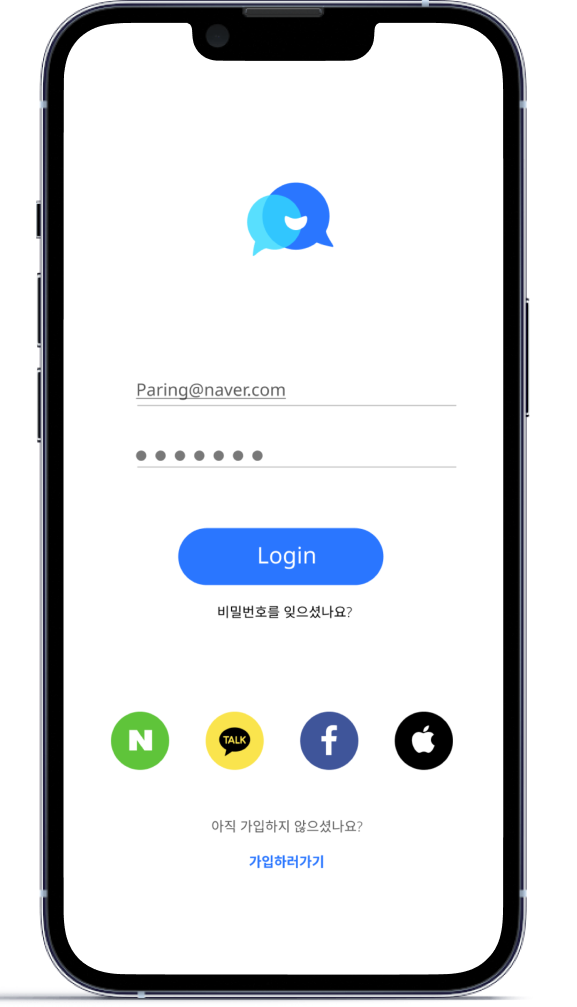 Paring@naver.com
Login
비밀번호를 잊으셨나요?
N
TALK
f
아직 가입하지 않으셨나요?
가입하러가기